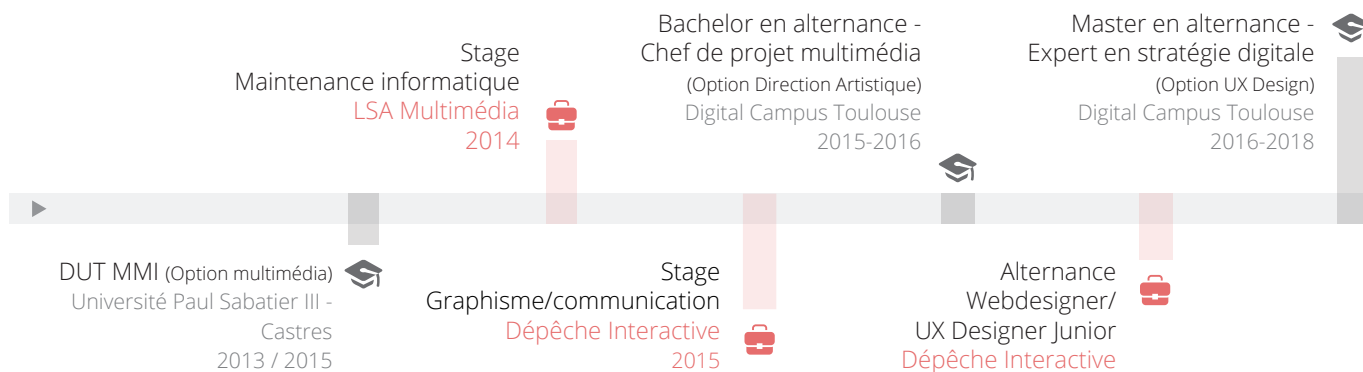 Stage
Maintenance informatique
LSA Multimédia
2014
Bachelor en alternance -
Chef de projet multimédia
(Option Direction Artistique)
Digital Campus Toulouse
2015-2016
Master en alternance -
Expert en stratégie digitale
(Option UX Design)
Digital Campus Toulouse
2016-2018
DUT MMI (Option multimédia)
Université Paul Sabatier III -
Castres
2013 / 2015
Stage
Graphisme/communication
Dépêche Interactive
2015
Alternance
Webdesigner/
UX Designer Junior
Dépêche Interactive